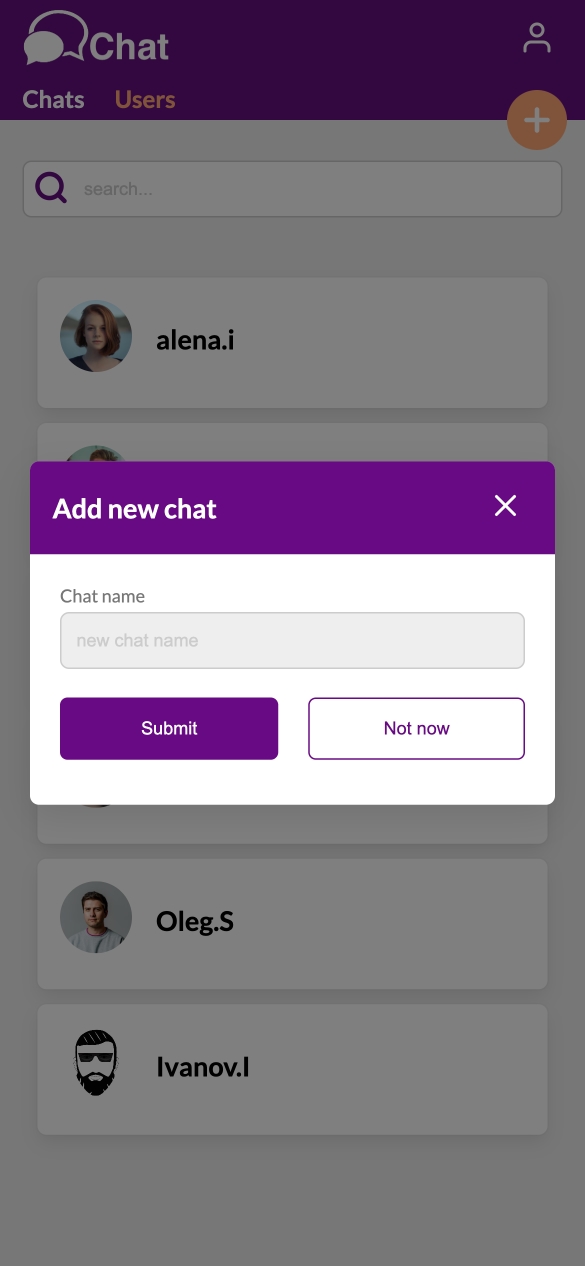 Chat
Chats Users
search...
alena.i
Add new chat
Chat name
new chat name
Submit Not now
Oleg.S
Ivanov.I